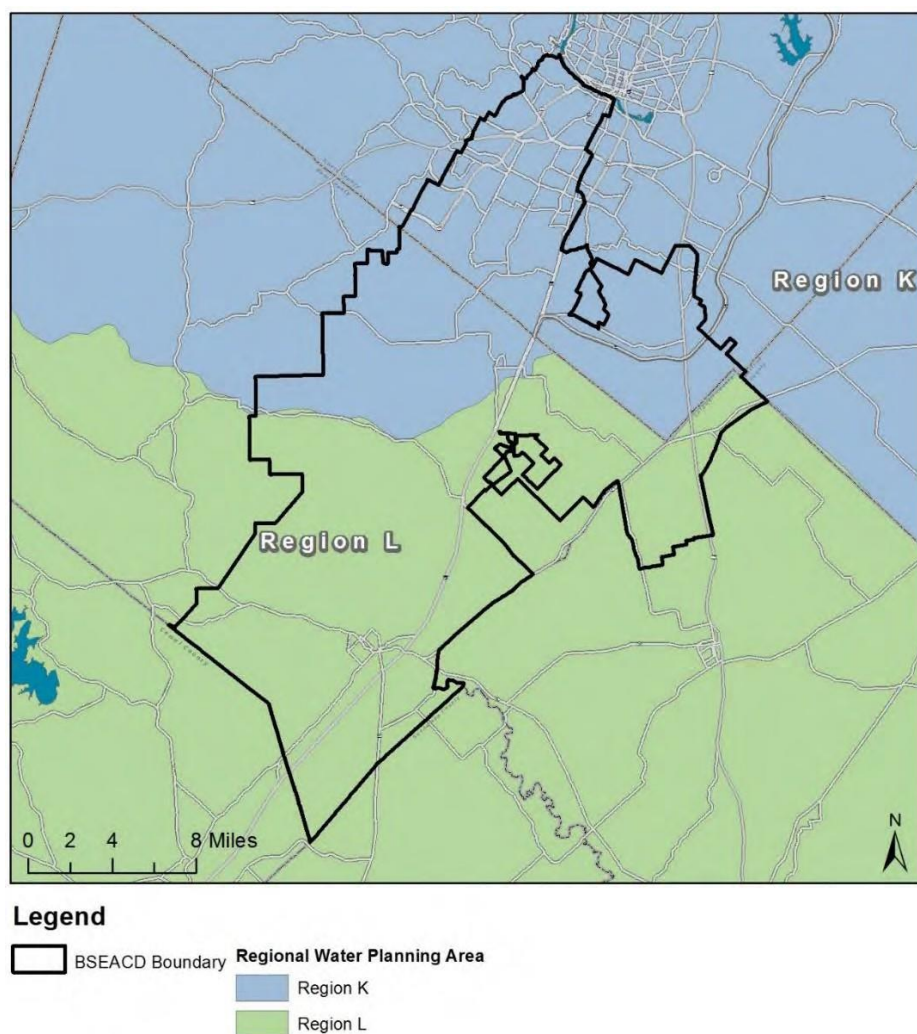 Region K
Region L
N
0 2 4 8 Miles
Legend
BSEACD Boundary
Regional Water Planning Area
Region K
Region L